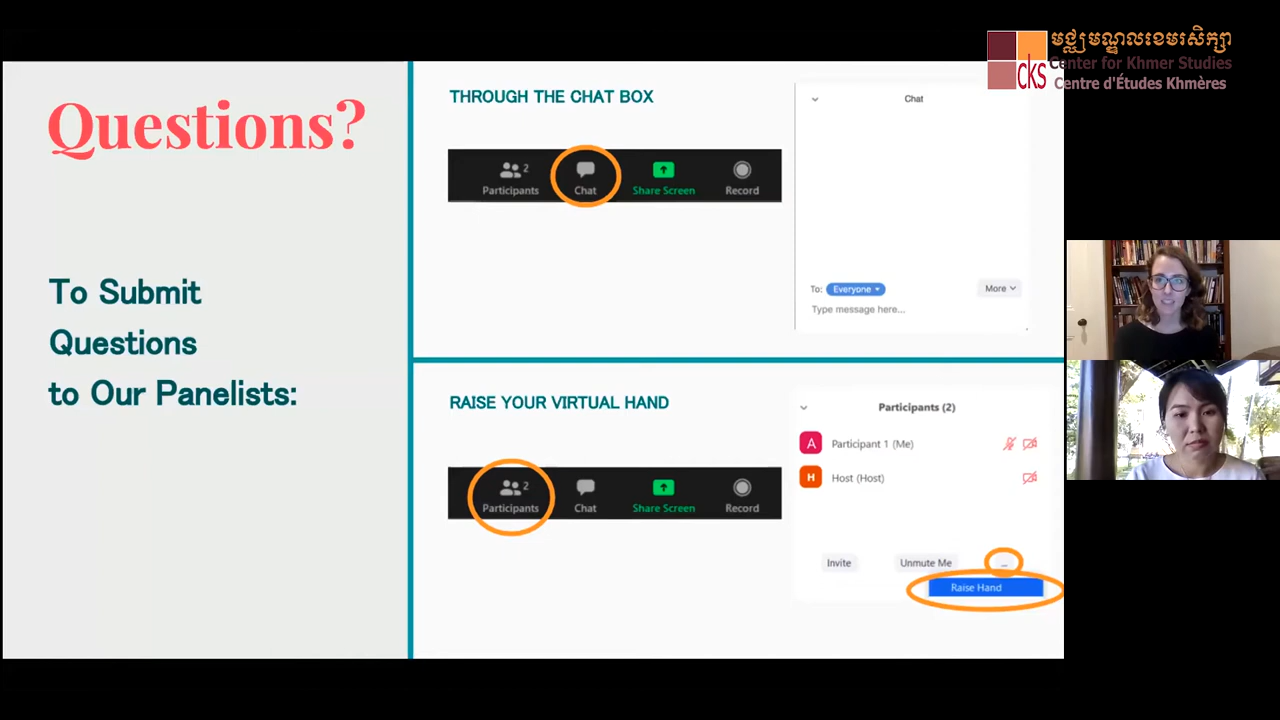 មជ្ឈមណ្ឌលខេមរសិក្សា
CKS
Center for Khmer Studies
Centre d'Études Khmères
Questions?
To Submit
Questions
to Our Panelists:
THROUGH THE CHAT BOX
2
Participants
Chat
Share Screen
Record
Chat
To: Everyone
More
Type message here...
RAISE YOUR VIRTUAL HAND
2
Participants
Chat
Share Screen
Record
Participants (2)
A Participant 1 (Me)
H Host (Host)
Invite
Unmute Me
...
Raise Hand